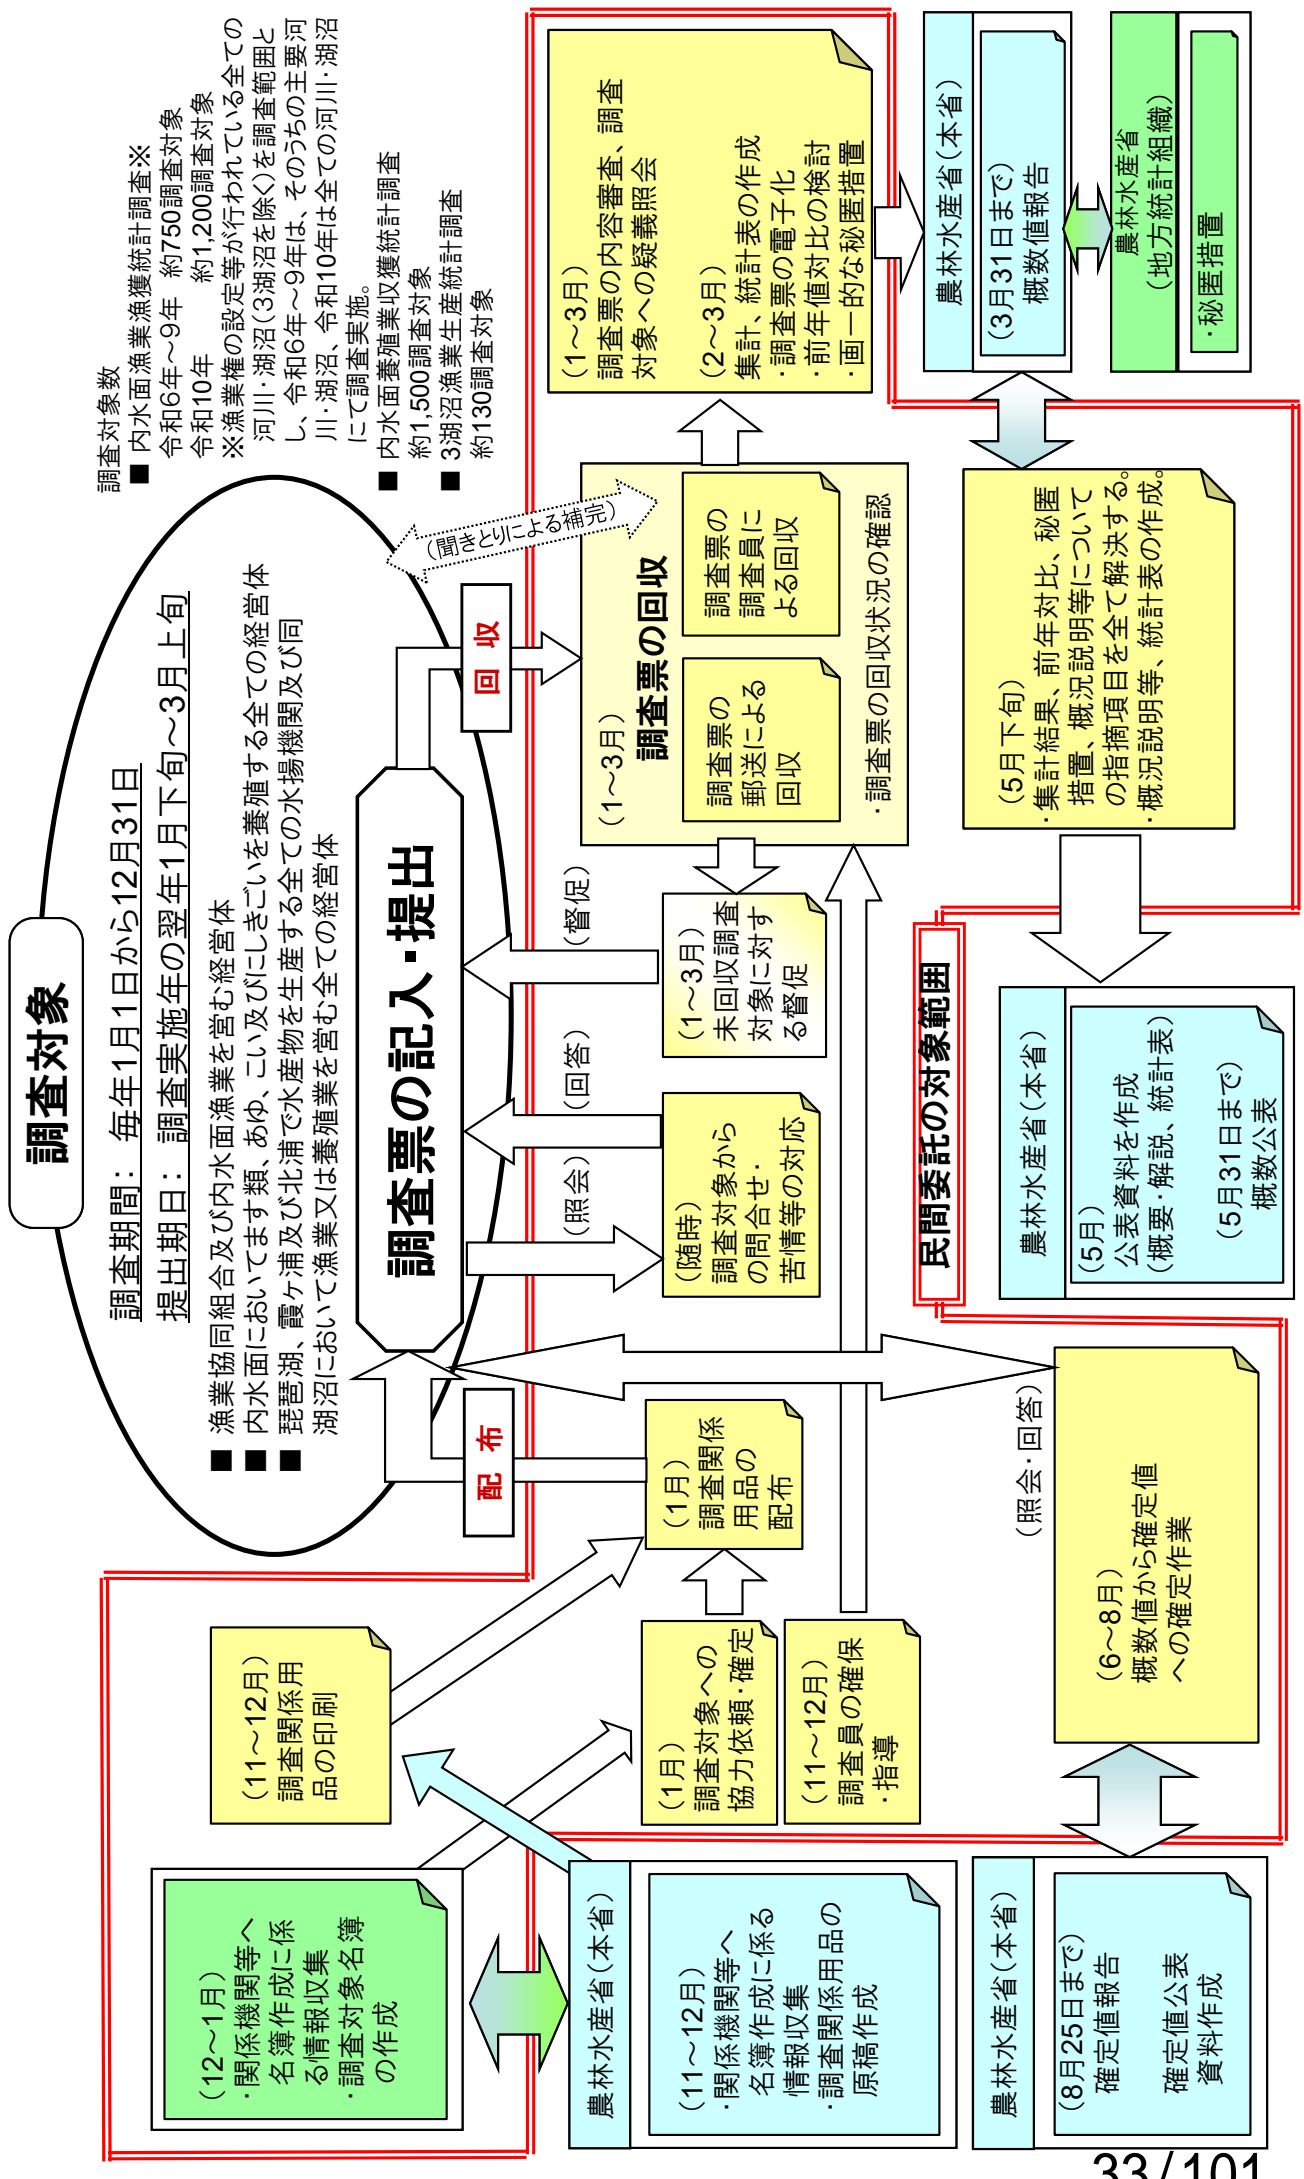 調査対象
調査期間： 毎年1月1日から12月31日
提出期日： 調査実施年の翌年1月下旬～3月上旬
■ 漁業協同組合及び内水面漁業を営む経営体
■ 内水面においてます類、あゆ、こい及びにしきごいを養殖する全ての経営体
■ 琵琶湖、霞ヶ浦及び北浦で水産物を生産する全ての水揚機関及び同
湖沼において漁業又は養殖業を営む全ての経営体
調査票の記入・提出
調査対象数
■ 内水面漁業漁獲統計調査※
令和6年～9年 約750調査対象
令和10年 約1,200調査対象
※漁業権の設定等が行われている全ての
河川・湖沼（3湖沼を除く）を調査範囲と
し、令和6年～9年は、そのうちの主要河
川・湖沼、令和10年は全ての河川・湖沼
にて調査実施。
■ 内水面養殖業収獲統計調査
約1,500調査対象
■ 3湖沼漁業生産統計調査
約130調査対象
配 布
回 収
（聞きとりによる補完）
（照会）
（回答）
（督促）
（12～1月）
・関係機関等へ
名簿作成に係
る情報収集
・調査対象名簿
の作成
（11～12月）
調査関係用
品の印刷
農林水産省（本省）
（11～12月）
・関係機関等へ
名簿作成に係る
情報収集
・調査関係用品の
原稿作成
（1月）
調査対象への
協力依頼・確定
（11～12月）
調査員の確保
・指導
（1月）
調査関係
用品の
配布
（随時）
調査対象から
の問合せ・
苦情等の対応
（1～3月）
未回収調査
対象に対す
る督促
（1～3月）
調査票の回収
調査票の
郵送による
回収
調査票の
調査員に
よる回収
・調査票の回収状況の確認
（1～3月）
調査票の内容審査、調査
対象への疑義照会
（2～3月）
集計、統計表の作成
・調査票の電子化
・前年値対比の検討
・画一的な秘匿措置
農林水産省（本省）
（3月31日まで）
概数値報告
農林水産省
（地方統計組織）
・秘匿措置
（5月下旬）
・集計結果、前年対比、秘匿
措置、概況説明等について
の指摘項目を全て解決する。
・概況説明等、統計表の作成。
民間委託の対象範囲
農林水産省（本省）
（5月）
公表資料を作成
（概要・解説、統計表）
（5月31日まで）
概数公表
（照会・回答）
（6～8月）
概数値から確定値
への確定作業
農林水産省（本省）
（8月25日まで）
確定値報告
確定値公表
資料作成
33/101